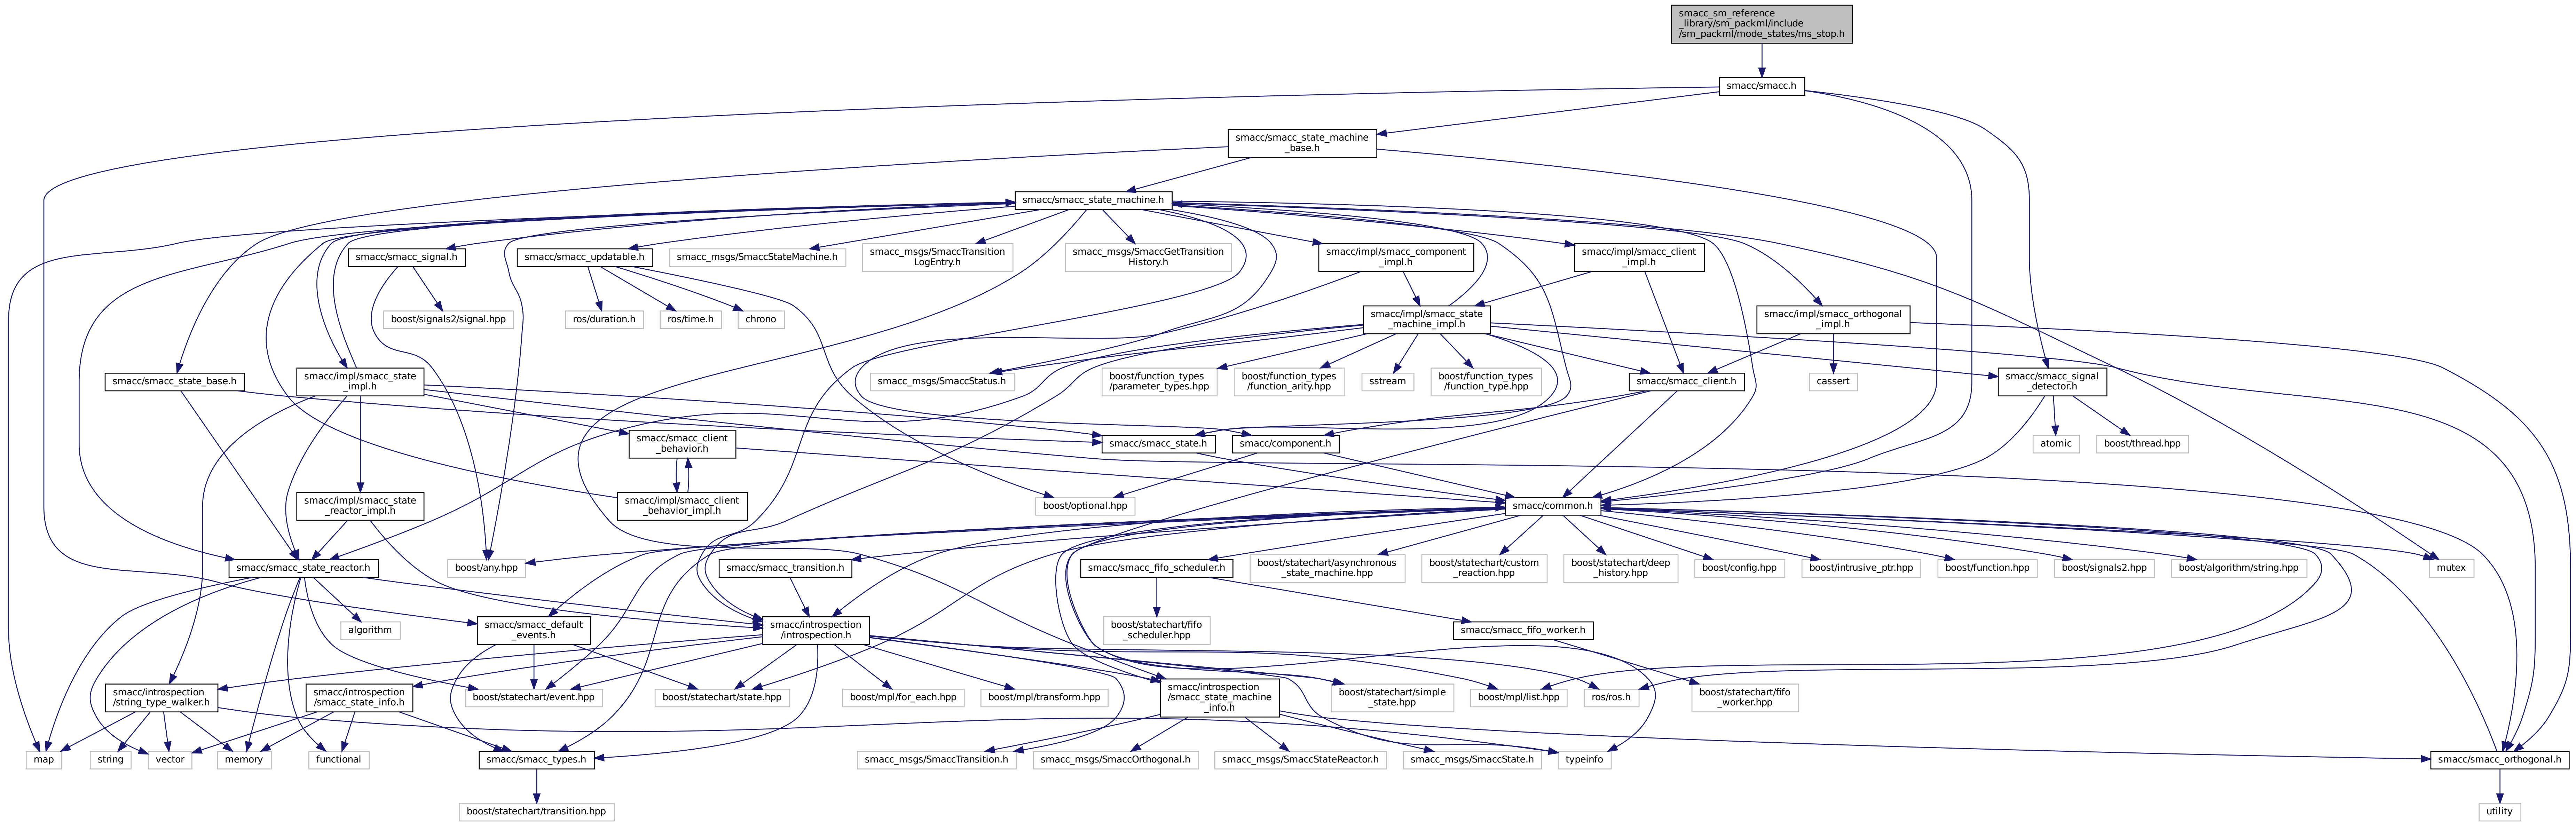 smacc_sm_reference
_library/sm_packml/include
/sm_packml/mode_states/ms_stop.h
smacc/smacc.h
smacc/smacc_state_machine
_base.h
smacc/smacc_state_machine.h
smacc/smacc_signal.h
smacc/smacc_updatable.h
smacc_msgs/SmaccStateMachine.h
smacc_msgs/SmaccTransition
LogEntry.h
smacc_msgs/SmaccGetTransition
History.h
smacc/impl/smacc_component
_impl.h
smacc/impl/smacc_client
_impl.h
boost/signals2/signal.hpp
ros/duration.h
ros/time.h
chrono
smacc/impl/smacc_state
_machine_impl.h
smacc/impl/smacc_orthogonal
_impl.h
smacc/smacc_state_base.h
smacc/impl/smacc_state
_impl.h
smacc_msgs/SmaccStatus.h
boost/function_types
/parameter_types.hpp
boost/function_types
/function_arity.hpp
sstream
boost/function_types
/function_type.hpp
smacc/smacc_client.h
cassert
smacc/smacc_signal
_detector.h
smacc/smacc_client
_behavior.h
smacc/smacc_state.h
smacc/component.h
atomic
boost/thread.hpp
smacc/impl/smacc_state
_reactor_impl.h
smacc/impl/smacc_client
_behavior_impl.h
boost/optional.hpp
smacc/common.h
smacc/smacc_state_reactor.h
boost/any.hpp
smacc/smacc_transition.h
smacc/smacc_fifo_scheduler.h
boost/statechart/asynchronous
_state_machine.hpp
boost/statechart/custom
_reaction.hpp
boost/statechart/deep
_history.hpp
boost/config.hpp
boost/intrusive_ptr.hpp
boost/function.hpp
boost/signals2.hpp
boost/algorithm/string.hpp
mutex
algorithm
smacc/smacc_default
_events.h
smacc/introspection
/introspection.h
boost/statechart/fifo
_scheduler.hpp
smacc/smacc_fifo_worker.h
smacc/introspection
/string_type_walker.h
smacc/introspection
/smacc_state_info.h
boost/statechart/event.hpp
boost/statechart/state.hpp
boost/mpl/for_each.hpp
boost/mpl/transform.hpp
smacc/introspection
/smacc_state_machine
_info.h
boost/statechart/simple
_state.hpp
boost/mpl/list.hpp
ros/ros.h
boost/statechart/fifo
_worker.hpp
map
string
vector
memory
functional
smacc/smacc_types.h
smacc_msgs/SmaccTransition.h
smacc_msgs/SmaccOrthogonal.h
smacc_msgs/SmaccStateReactor.h
smacc_msgs/SmaccState.h
typeinfo
smacc/smacc_orthogonal.h
boost/statechart/transition.hpp
utility